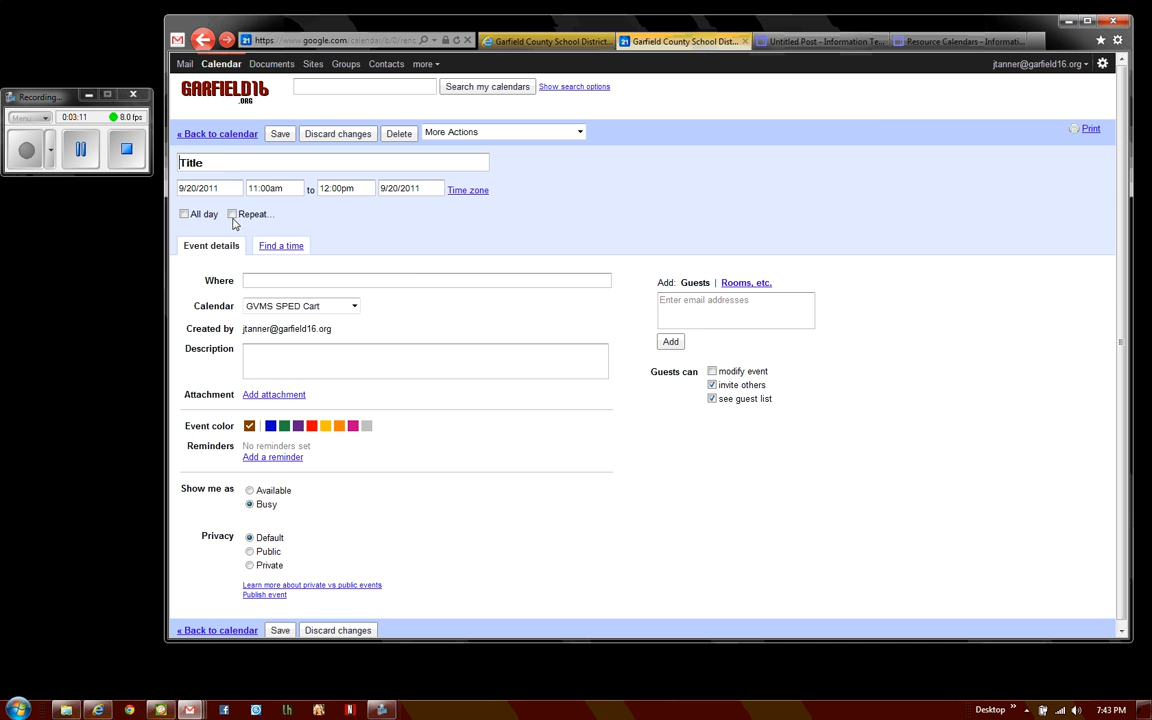 https://www.google.com/calendar/b/0/rend
Garfield County School District...
Garfield County School Dist...
Untitled Post - Information Te...
Resource Calendars - Informati...
Recording...
Menu
0:03:11
8.0 fps
Mail Calendar Documents Sites Groups Contacts more
jtanner@garfield16.org
GARFIELD16
.ORG
Search my calendars
Show search options
« Back to calendar
Save
Discard changes
Delete
More Actions
Print
Title
9/20/2011 11:00am to 12:00pm 9/20/2011 Time zone
All day Repeat...
Event details Find a time
Where
Add: Guests | Rooms, etc.
Enter email addresses
Calendar GVMS SPED Cart
Created by jtanner@garfield16.org
Add
Description
Guests can modify event
invite others
see guest list
Attachment Add attachment
Event color
Reminders No reminders set
Add a reminder
Show me as Available
Busy
Privacy Default
Public
Private
Learn more about private vs public events
Publish event
« Back to calendar
Save
Discard changes
Desktop
7:43 PM